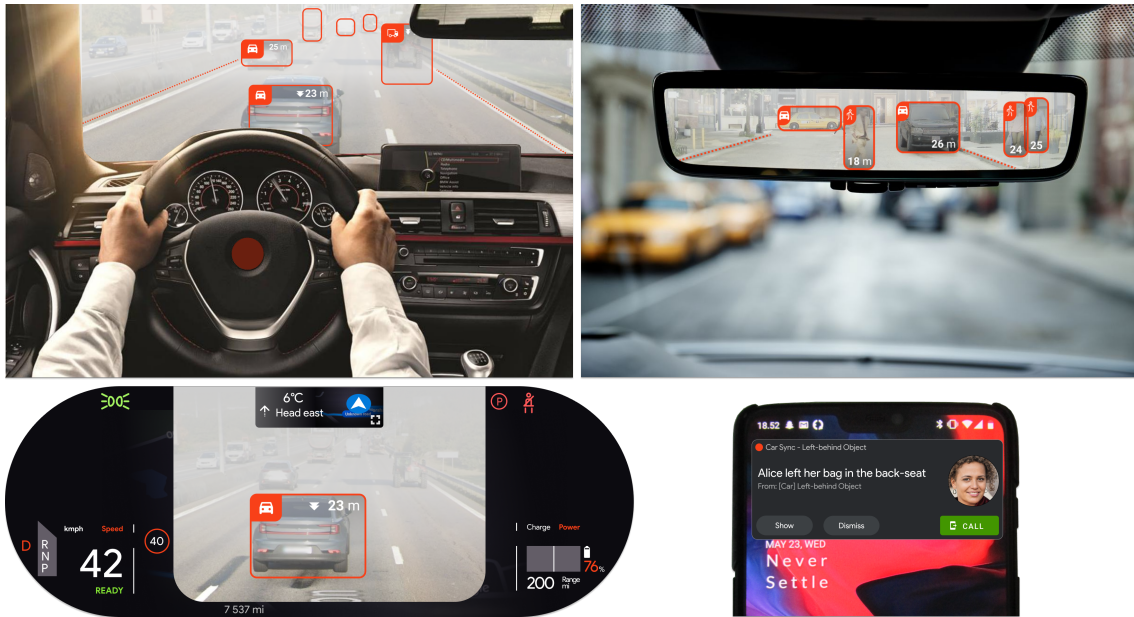 25 m
23 m
18 m
26 m
24
25
6°C
Head east
23 m
kmph Speed
40
D
R
N
P
42
READY
7 537 mi
Charge Power
76%
200 Range
mi
18.52
Car Sync - Left-behind Object
Alice left her bag in the back-seat
From: [Car] Left-behind Object
Show Dismiss CALL
MAY 23, WED
Never
Settle